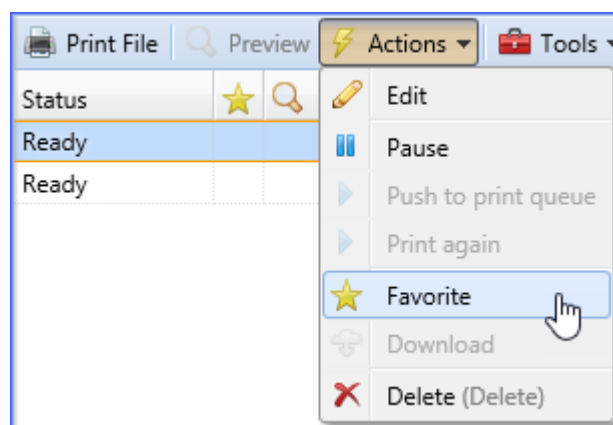 Print File Preview Actions Tools
Status
Ready
Ready
Edit
Pause
Push to print queue
Print again
Favorite
Download
Delete (Delete)